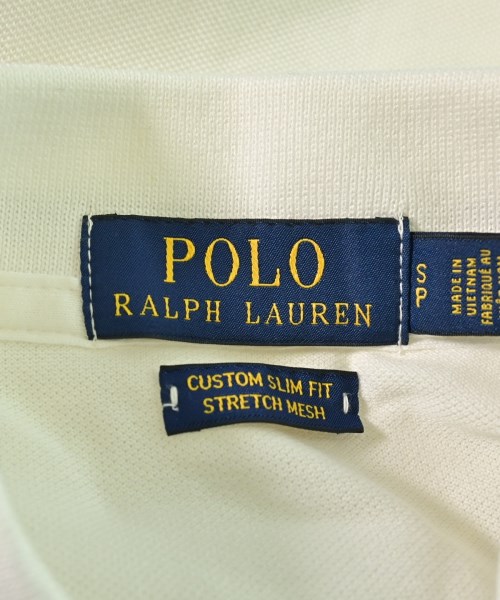 POLO
RALPH LAUREN
S
P
MADE IN
VIETNAM
FABRIQUÉ AU
CUSTOM SLIM FIT
STRETCH MESH